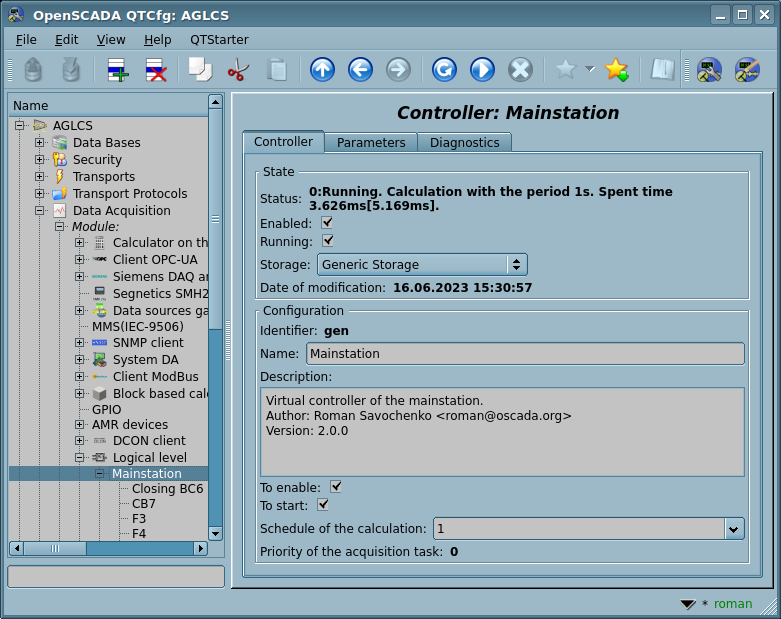 OpenSCADA QTCfg: AGLCS
File Edit View Help QTStarter
Name
AGLCS
Data Bases
Security
Transports
Transport Protocols
Data Acquisition
Module:
Calculator on th
Client OPC-UA
Siemens DAQ ar
Segnetics SMH2
Data sources ga
MMS(IEC-9506)
SNMP client
System DA
Client ModBus
Block based calc
GPIO
AMR devices
DCON client
Logical level
Mainstation
Closing BC6
CB7
F3
F4
Controller: Mainstation
Controller Parameters Diagnostics
State
Status: 0:Running. Calculation with the period 1s. Spent time
3.626ms[5.169ms].
Enabled:
Running:
Storage: Generic Storage
Date of modification: 16.06.2023 15:30:57
Configuration
Identifier: gen
Name: Mainstation
Description:
Virtual controller of the mainstation.
Author: Roman Savochenko <roman@oscada.org>
Version: 2.0.0
To enable:
To start:
Schedule of the calculation: 1
Priority of the acquisition task: 0
* roman